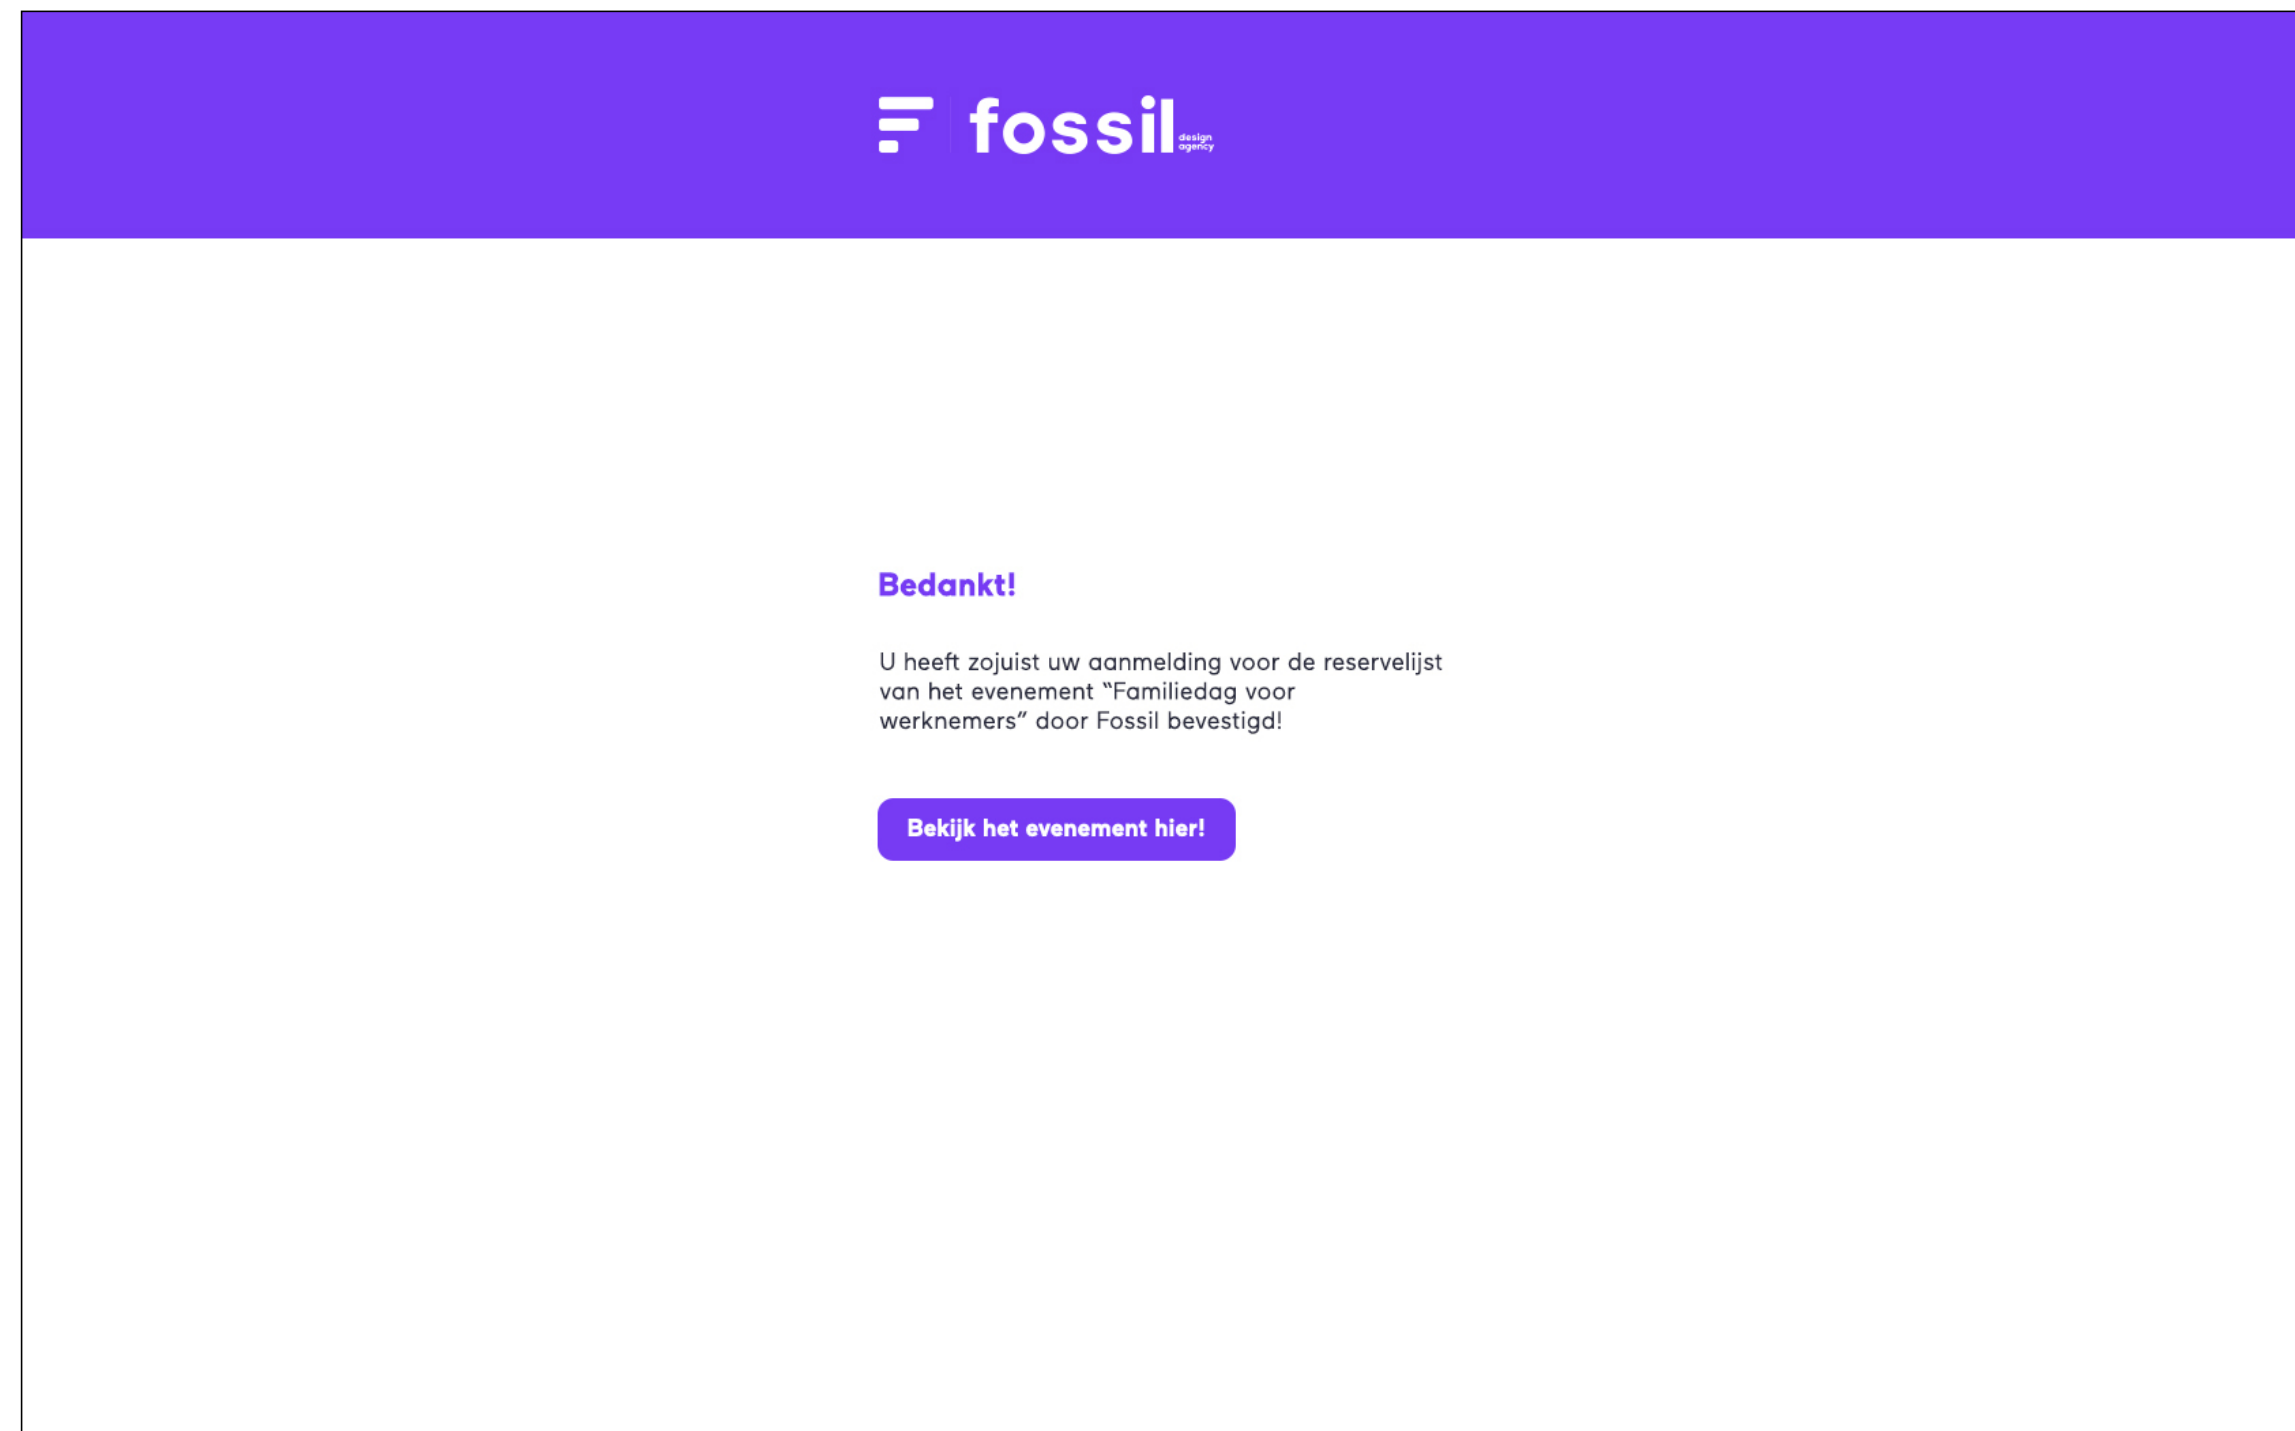 fossil design agency
Bedankt!
U heeft zojuist uw aanmelding voor de reservelijst
van het evenement “Familiedag voor
werknemers” door Fossil bevestigd!
Bekijk het evenement hier!